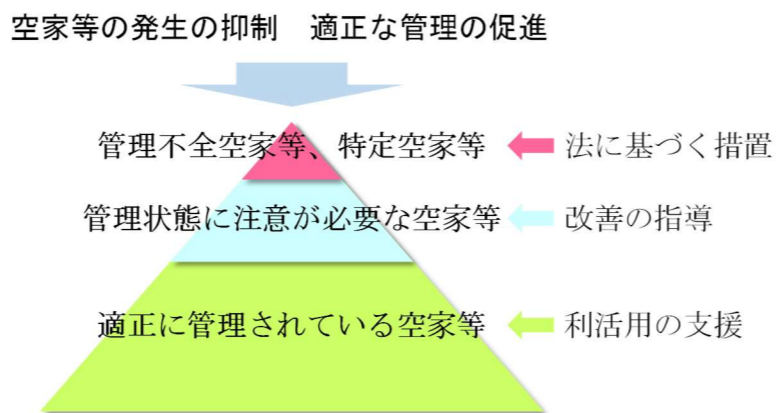 空家等の発生の抑制　適正な管理の促進
管理不全空家等、特定空家等　法に基づく措置
管理状態に注意が必要な空家等　改善の指導
適正に管理されている空家等　利活用の支援